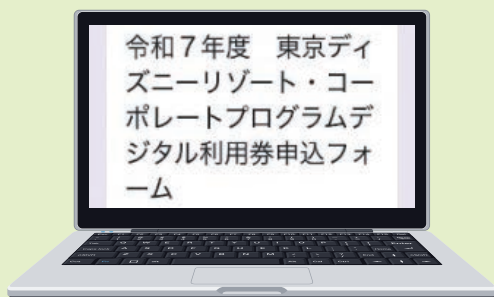 令和７年度　東京ディ
ズニーリゾート・コー
ポレートプログラムデ
ジタル利用券申込フォ
ーム